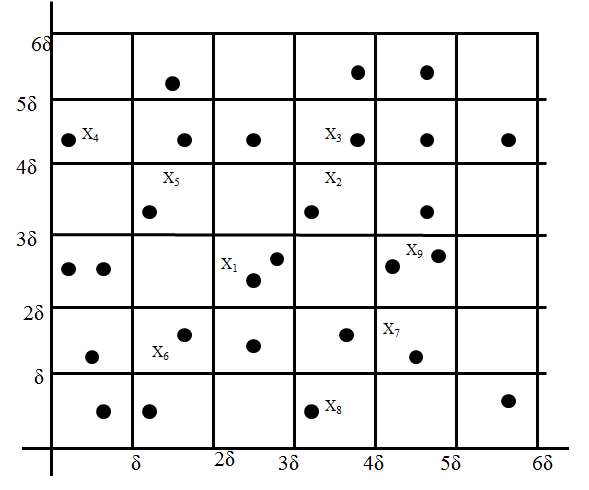 6δ
5δ
X₄ X₃
4δ
X₅ X₂
3δ
X₁ X₉
2δ
X₆ X₇
δ
X₈
δ 2δ 3δ 4δ 5δ 6δ